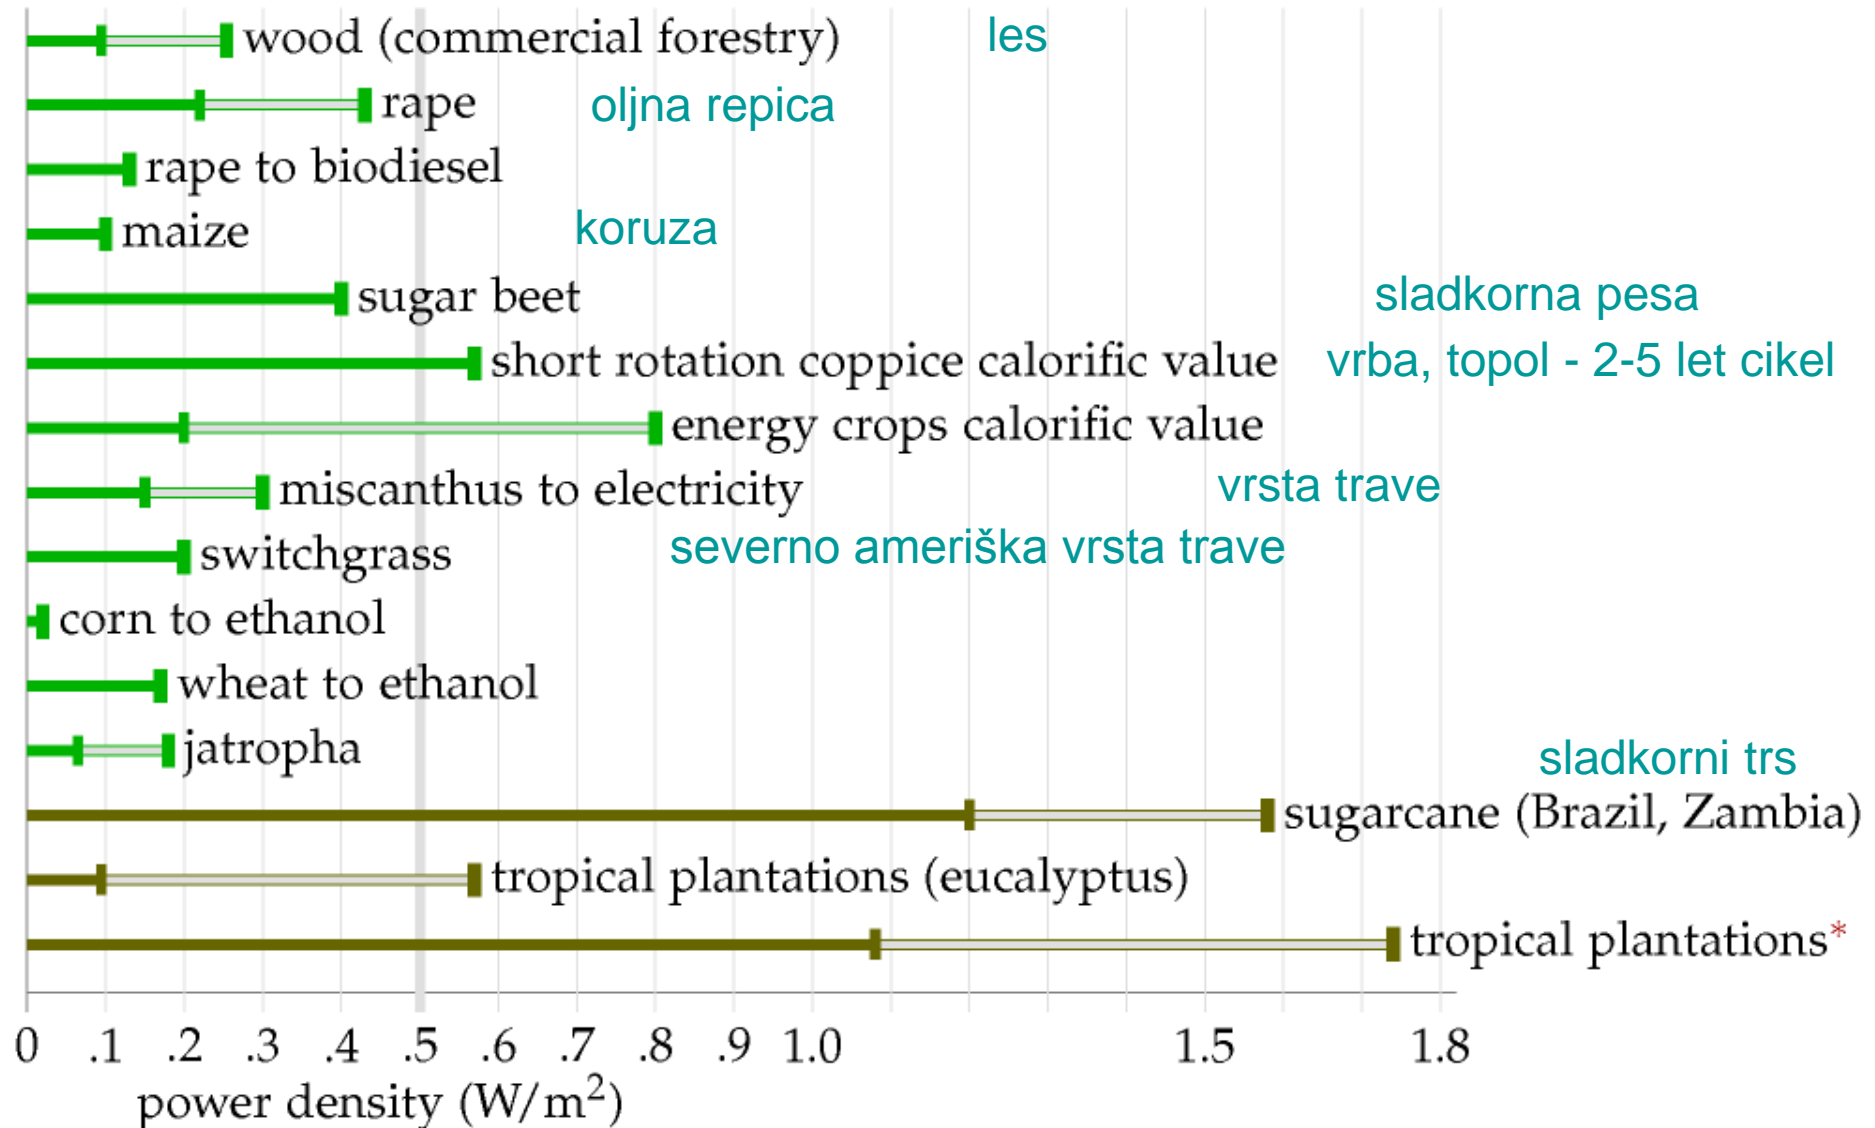 wood (commercial forestry) les
rape oljna repica
rape to biodiesel
maize koruza
sugar beet sladkorna pesa
short rotation coppice calorific value vrba, topol - 2-5 let cikel
energy crops calorific value
miscanthus to electricity vrsta trave
switchgrass severno ameriška vrsta trave
corn to ethanol
wheat to ethanol
jatropha sladkorni trs
sugarcane (Brazil, Zambia)
tropical plantations (eucalyptus)
tropical plantations*
0 .1 .2 .3 .4 .5 .6 .7 .8 .9 1.0 1.5 1.8
power density (W/m²)